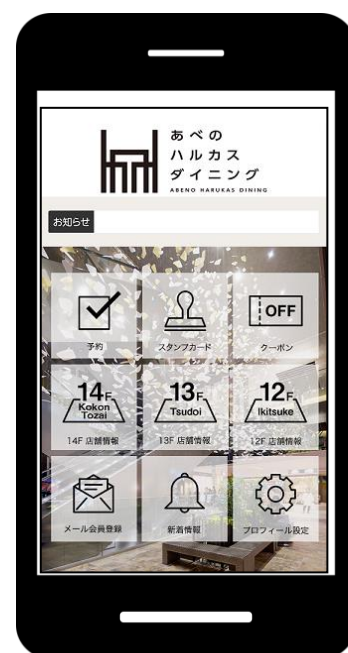 あべの
ハルカス
ダイニング
ABENO HARUKAS DINING
お知らせ
予約
スタンプカード
OFF
クーポン
14F
Kokon
Tozai
14F 店舗情報
13F
Tsudoi
13F 店舗情報
12F
Ikitsuke
12F 店舗情報
メール会員登録
新着情報
プロフィール設定